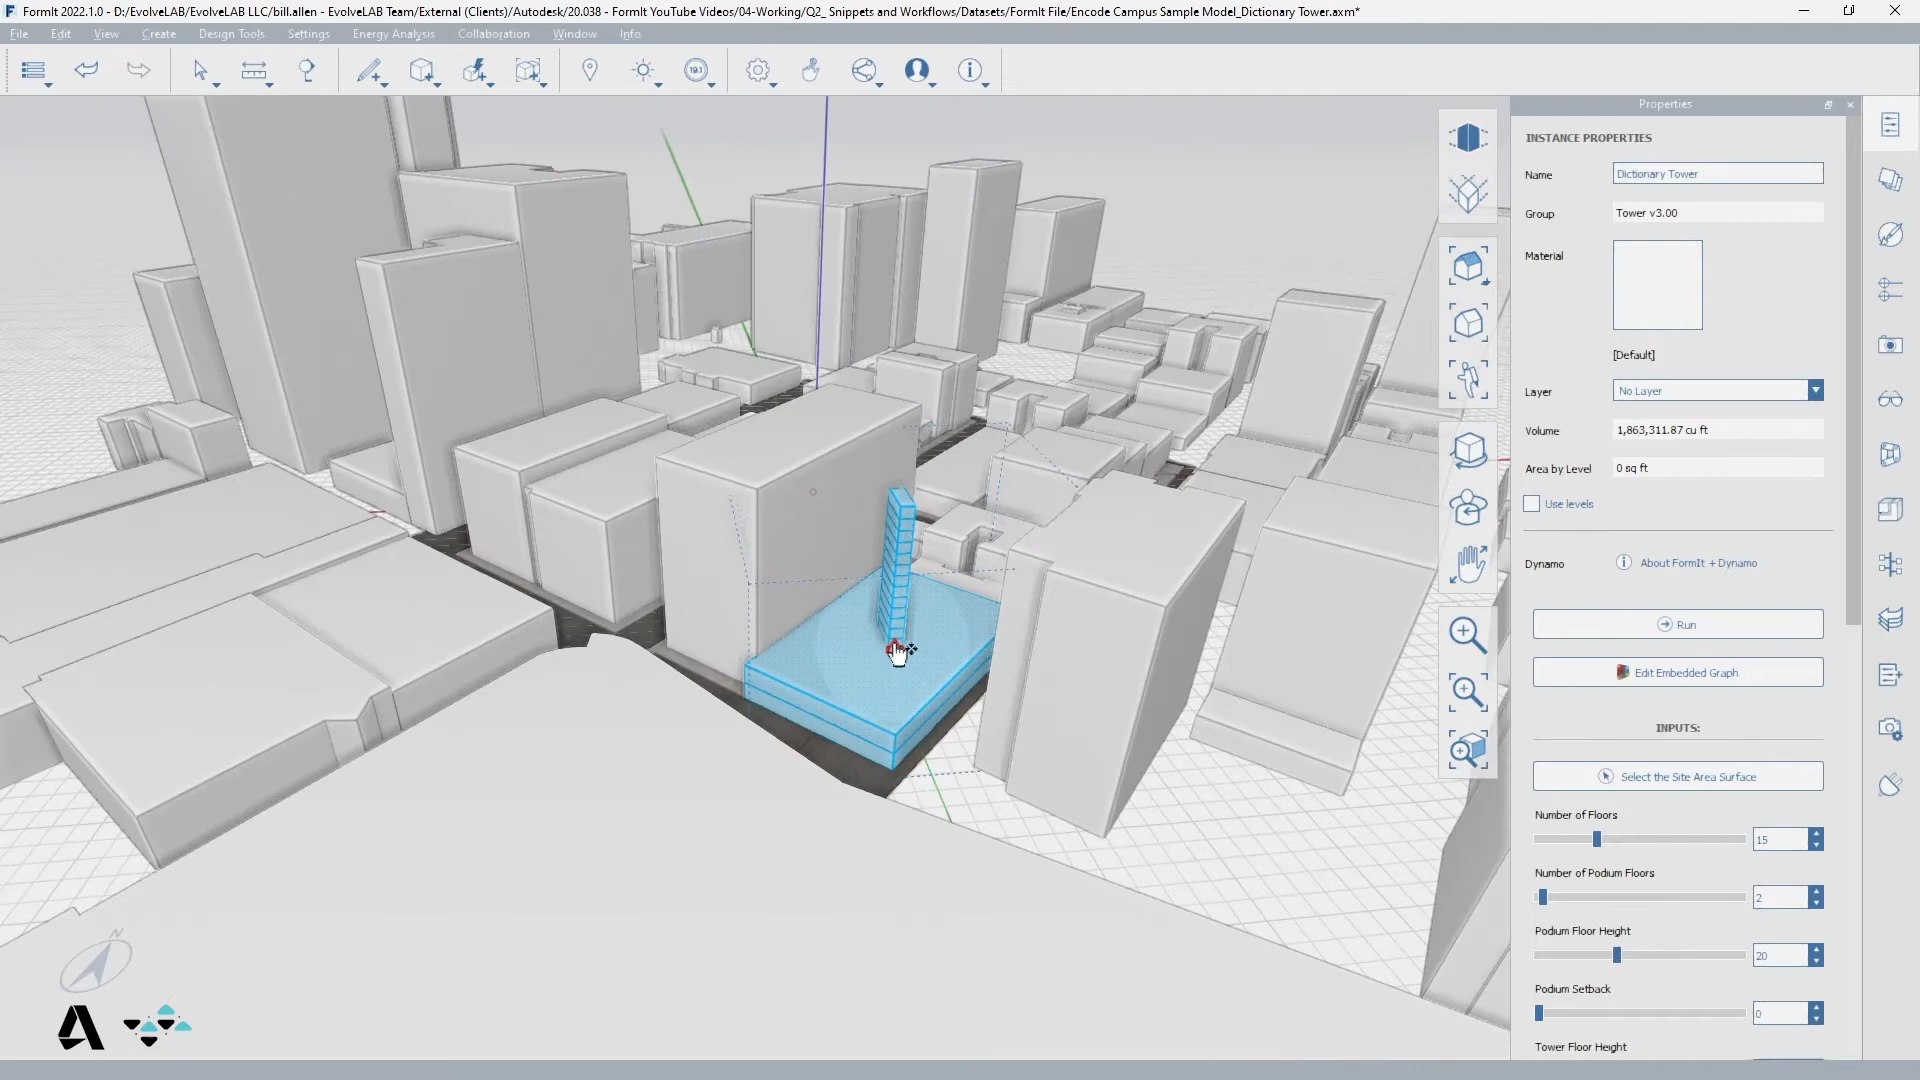 FormIt 2022.1.0 - D:/EvolveLAB/EvolveLAB LLC/bill.allen - EvolveLAB Team/External (Clients)/Autodesk/20.038 - FormIt YouTube Videos/04-Working/Q2_ Snippets and Workflows/Datasets/FormIt File/Encode Campus Sample Model_Dictionary Tower.axm*
File Edit View Create Design Tools Settings Energy Analysis Collaboration Window Info
19.1
Properties
INSTANCE PROPERTIES
Name Dictionary Tower
Group Tower v3.00
Material
[Default]
Layer No Layer
Volume 1,863,311.87 cu ft
Area by Level 0 sq ft
Use levels
Dynamo About FormIt + Dynamo
Run
Edit Embedded Graph
INPUTS:
Select the Site Area Surface
Number of Floors
15
Number of Podium Floors
2
Podium Floor Height
20
Podium Setback
0
Tower Floor Height
N